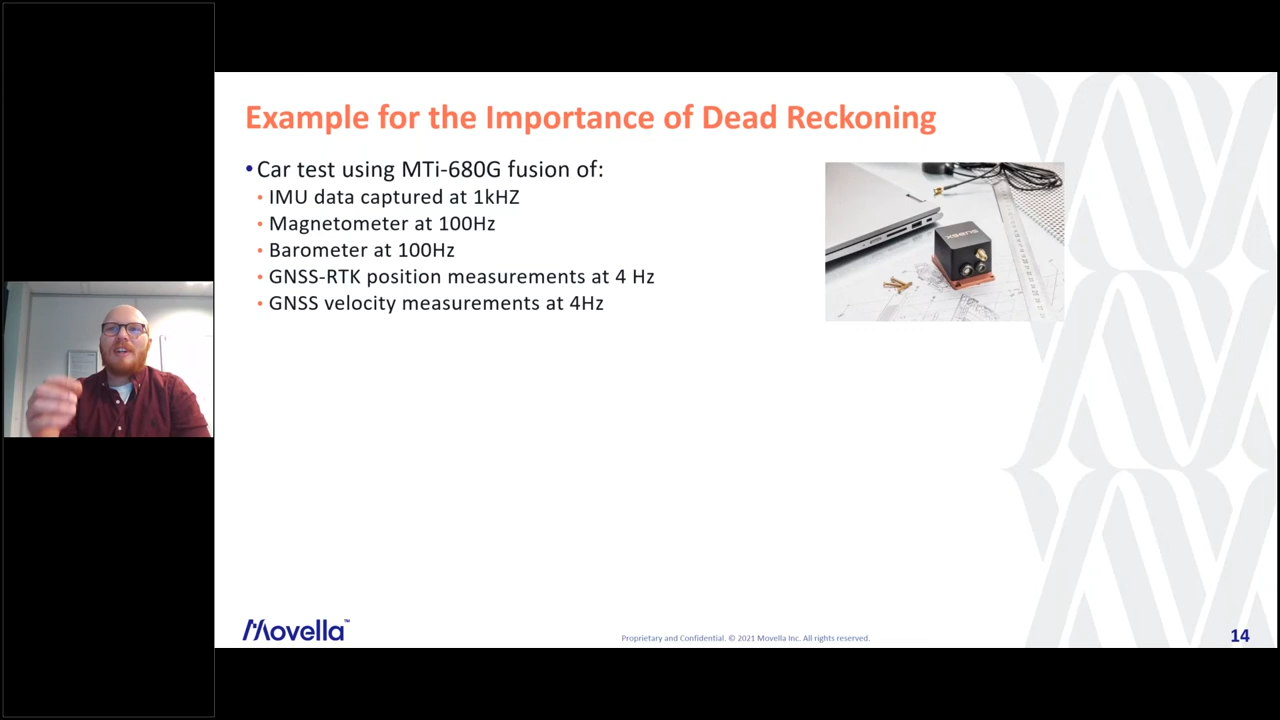 Example for the Importance of Dead Reckoning
•Car test using MTi-680G fusion of:
• IMU data captured at 1kHZ
• Magnetometer at 100Hz
• Barometer at 100Hz
• GNSS-RTK position measurements at 4 Hz
• GNSS velocity measurements at 4Hz
xsens
Movella™
Proprietary and Confidential. © 2021 Movella Inc. All rights reserved.
14